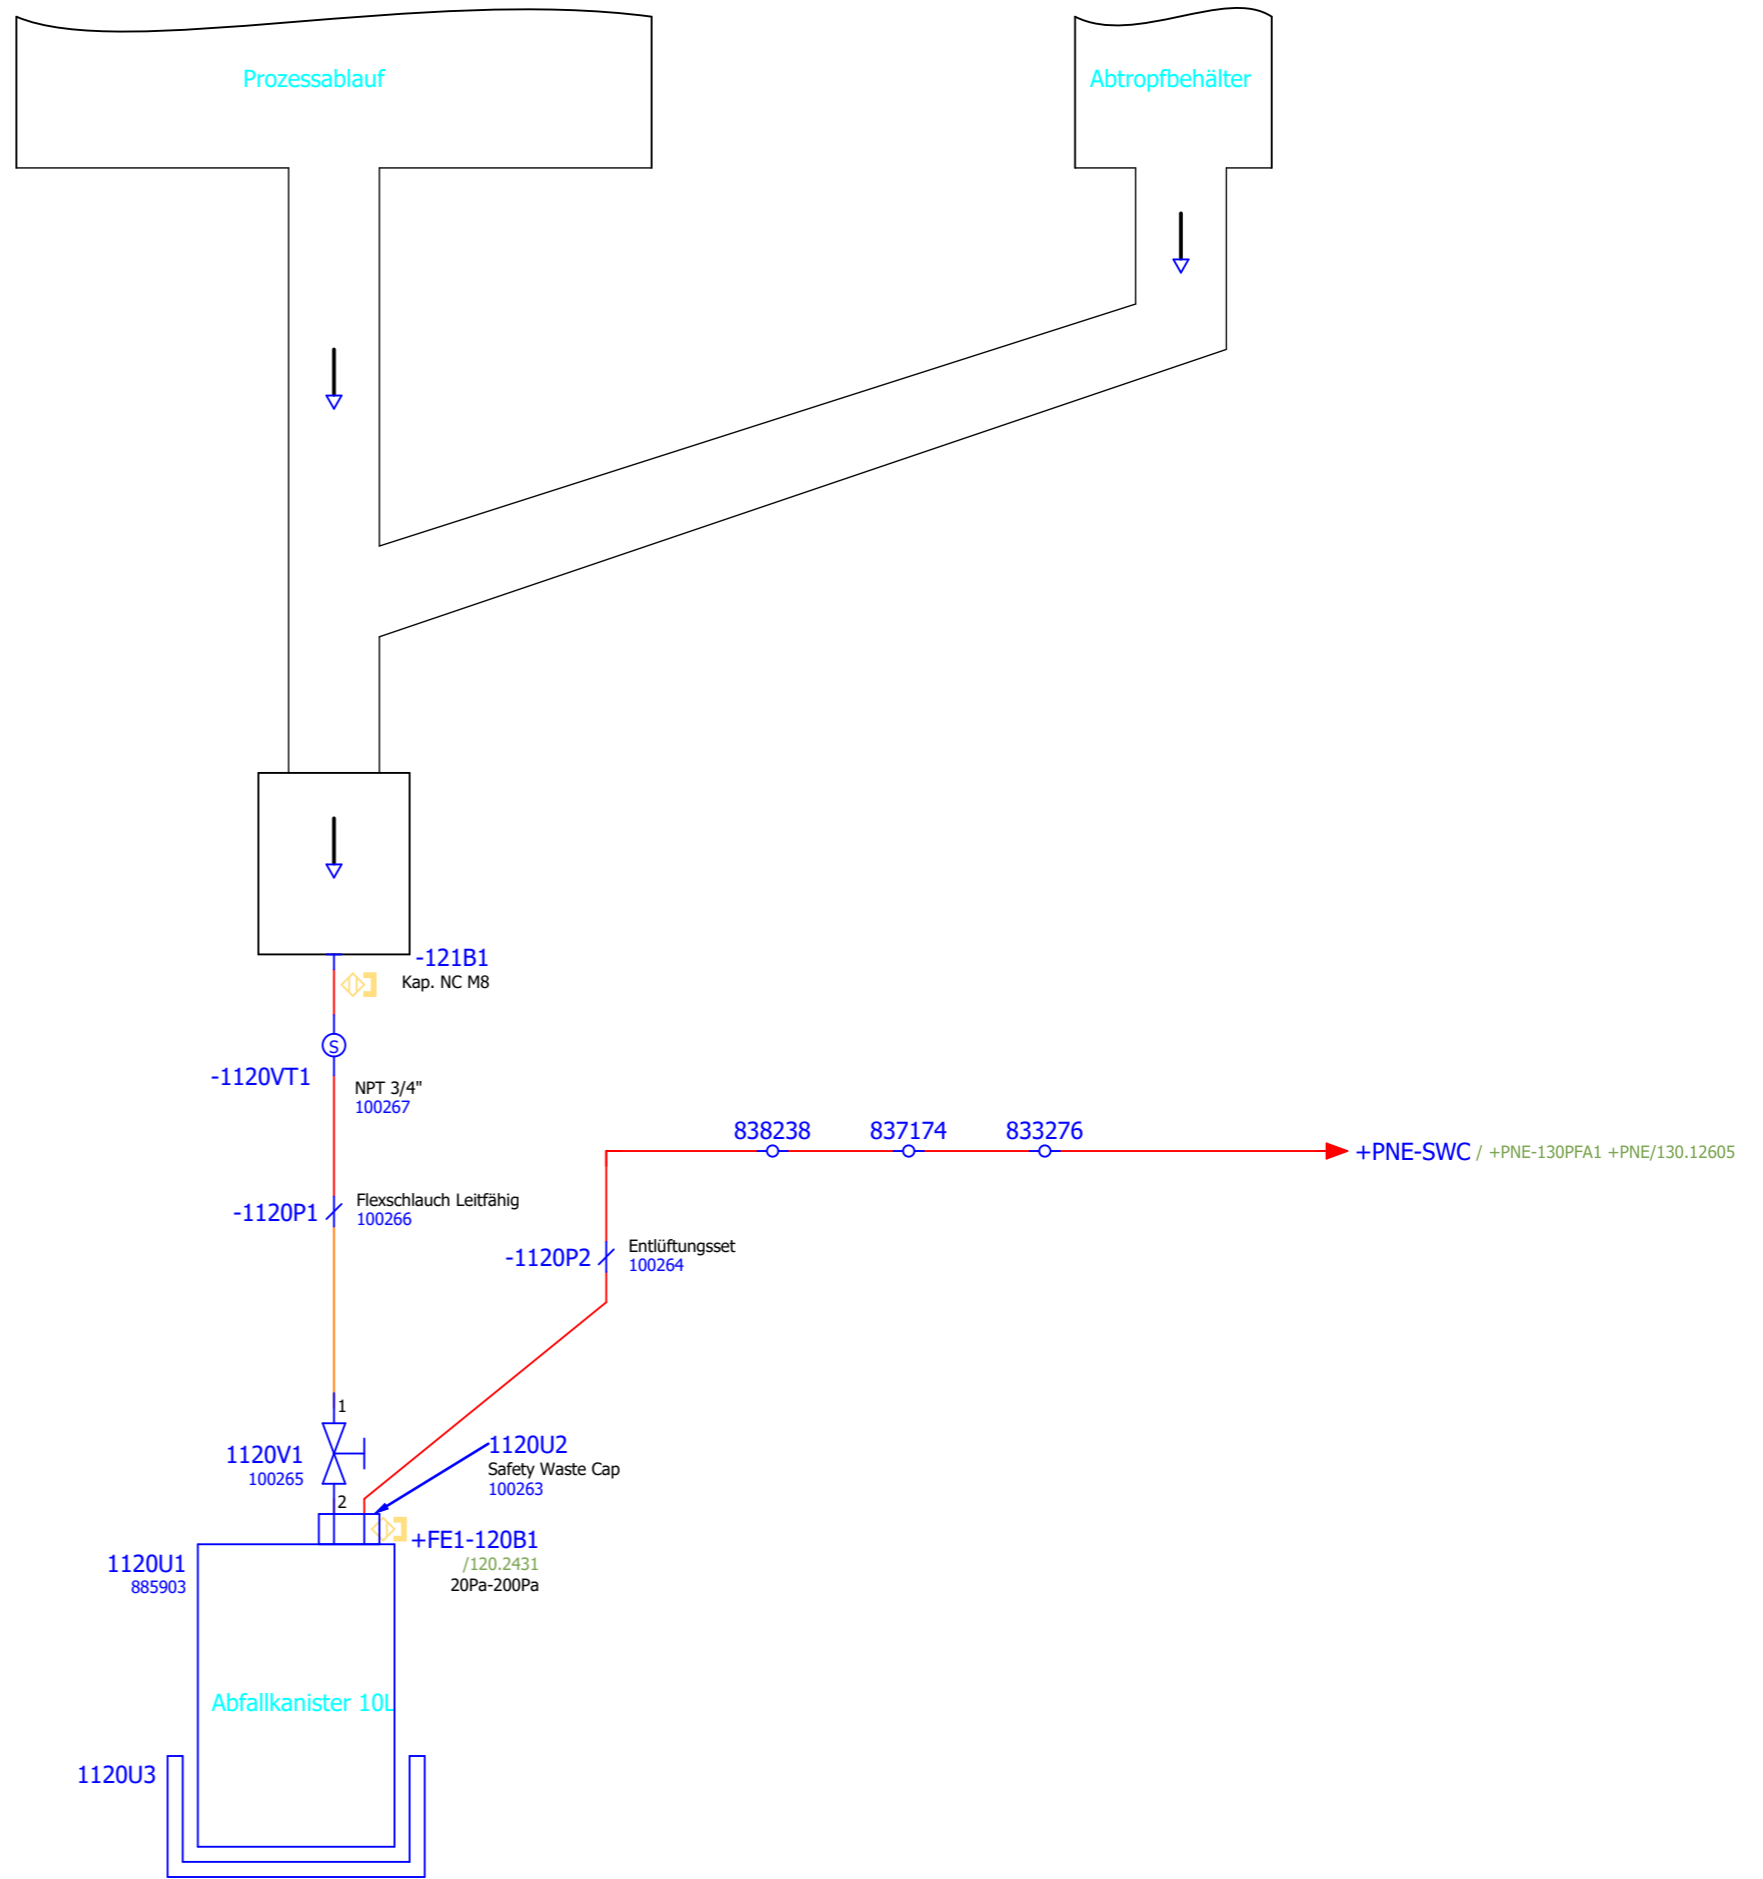 Prozessablauf
Abtropfbehälter
-121B1
Kap. NC M8
S
-1120VT1
NPT 3/4"
100267
838238
837174
833276
+PNE-SWC / +PNE-130PFA1 +PNE/130.12605
-1120P1
Flexschlauch Leitfähig
100266
-1120P2
Entlüftungsset
100264
1
1120V1
100265
2
1120U2
Safety Waste Cap
100263
+FE1-120B1
/120.2431
20Pa-200Pa
1120U1
885903
Abfallkanister 10L
1120U3